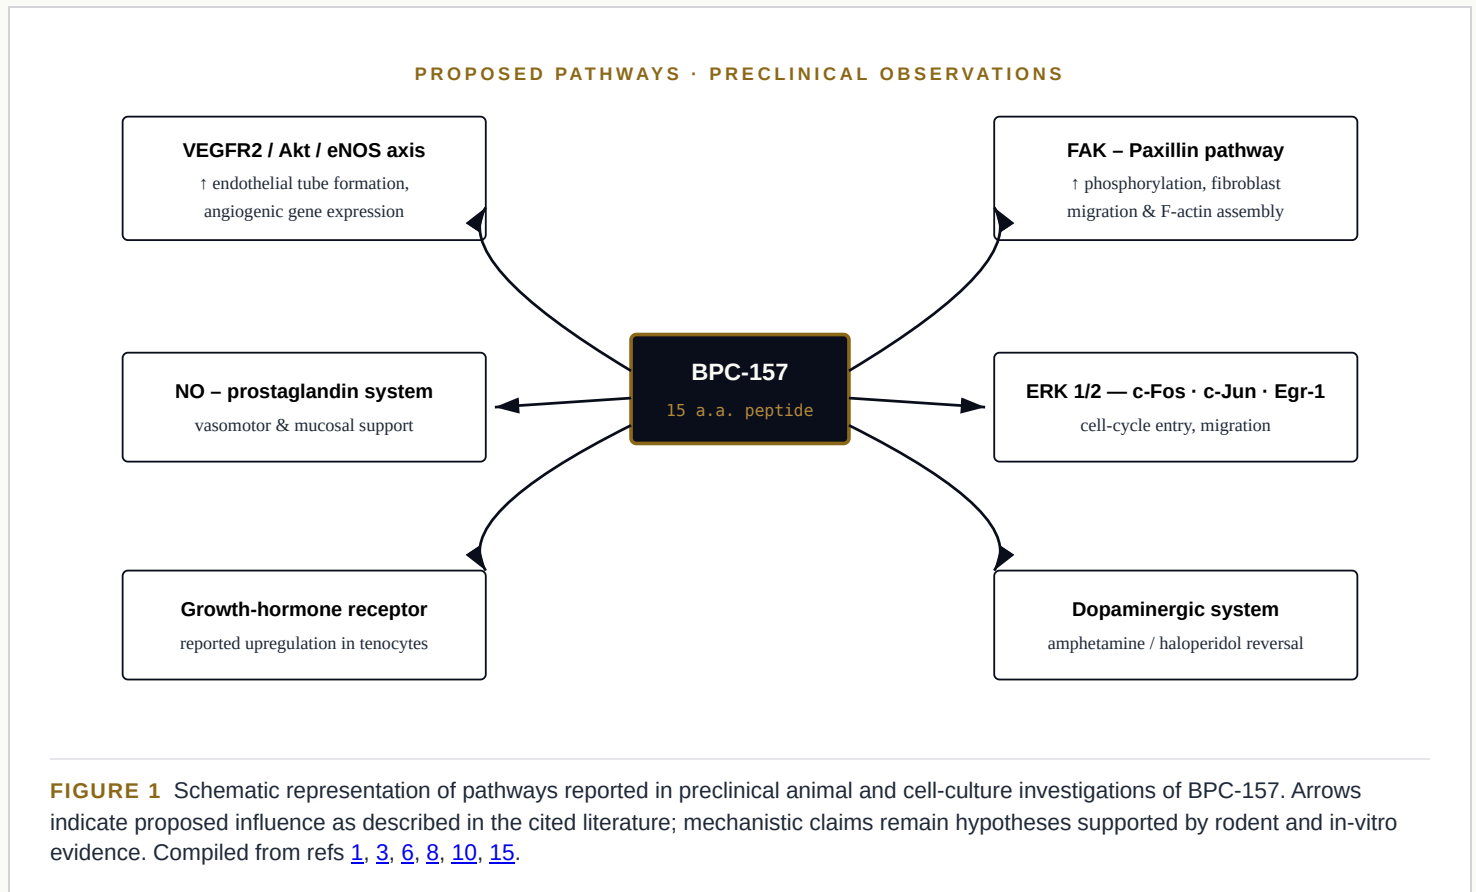 PROPOSED PATHWAYS · PRECLINICAL OBSERVATIONS
VEGFR2 / Akt / eNOS axis
↑ endothelial tube formation,
angiogenic gene expression
FAK – Paxillin pathway
↑ phosphorylation, fibroblast
migration & F-actin assembly
BPC-157
15 a.a. peptide
NO – prostaglandin system
vasomotor & mucosal support
ERK 1/2 — c-Fos · c-Jun · Egr-1
cell-cycle entry, migration
Growth-hormone receptor
reported upregulation in tenocytes
Dopaminergic system
amphetamine / haloperidol reversal
FIGURE 1 Schematic representation of pathways reported in preclinical animal and cell-culture investigations of BPC-157. Arrows
indicate proposed influence as described in the cited literature; mechanistic claims remain hypotheses supported by rodent and in-vitro
evidence. Compiled from refs 1, 3, 6, 8, 10, 15.